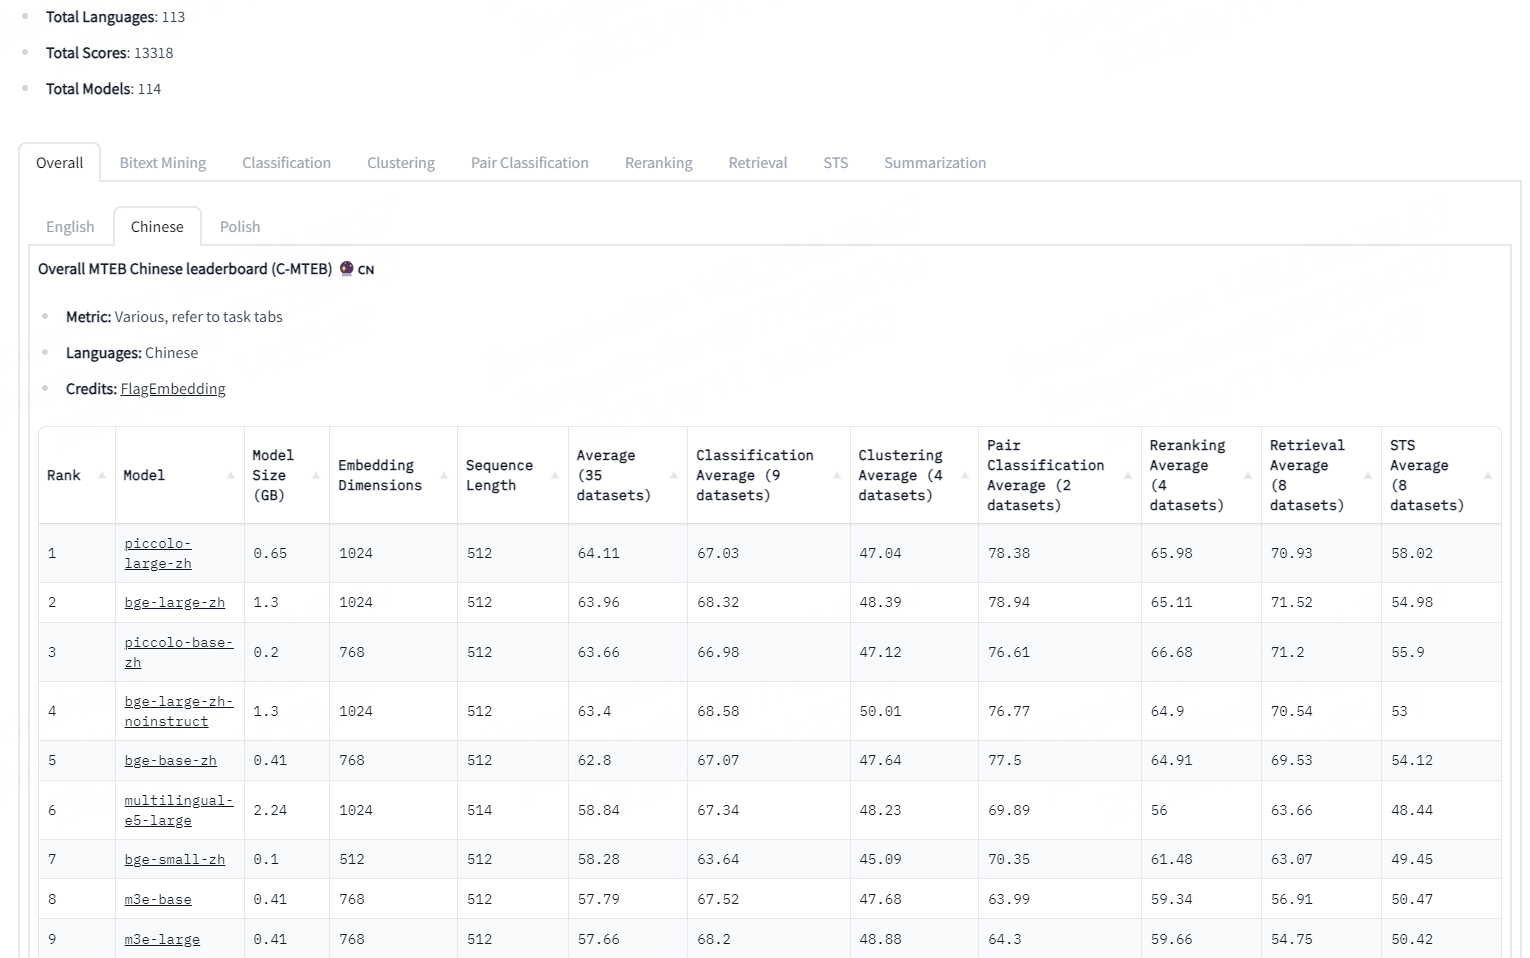 Total Languages: 113
Total Scores: 13318
Total Models: 114
Overall Bitext Mining Classification Clustering Pair Classification Reranking Retrieval STS Summarization
English Chinese Polish
Overall MTEB Chinese leaderboard (C-MTEB) 🔮 CN
Metric: Various, refer to task tabs
Languages: Chinese
Credits: FlagEmbedding
Rank Model Model Size (GB) Embedding Dimensions Sequence Length Average (35 datasets) Classification Average (9 datasets) Clustering Average (4 datasets) Pair Classification Average (2 datasets) Reranking Average (4 datasets) Retrieval Average (8 datasets) STS Average (8 datasets)
1 piccolo-large-zh 0.65 1024 512 64.11 67.03 47.04 78.38 65.98 70.93 58.02
2 bge-large-zh 1.3 1024 512 63.96 68.32 48.39 78.94 65.11 71.52 54.98
3 piccolo-base-zh 0.2 768 512 63.66 66.98 47.12 76.61 66.68 71.2 55.9
4 bge-large-zh-noinstruct 1.3 1024 512 63.4 68.58 50.01 76.77 64.9 70.54 53
5 bge-base-zh 0.41 768 512 62.8 67.07 47.64 77.5 64.91 69.53 54.12
6 multilingual-e5-large 2.24 1024 514 58.84 67.34 48.23 69.89 56 63.66 48.44
7 bge-small-zh 0.1 512 512 58.28 63.64 45.09 70.35 61.48 63.07 49.45
8 m3e-base 0.41 768 512 57.79 67.52 47.68 63.99 59.34 56.91 50.47
9 m3e-large 0.41 768 512 57.66 68.2 48.88 64.3 59.66 54.75 50.42